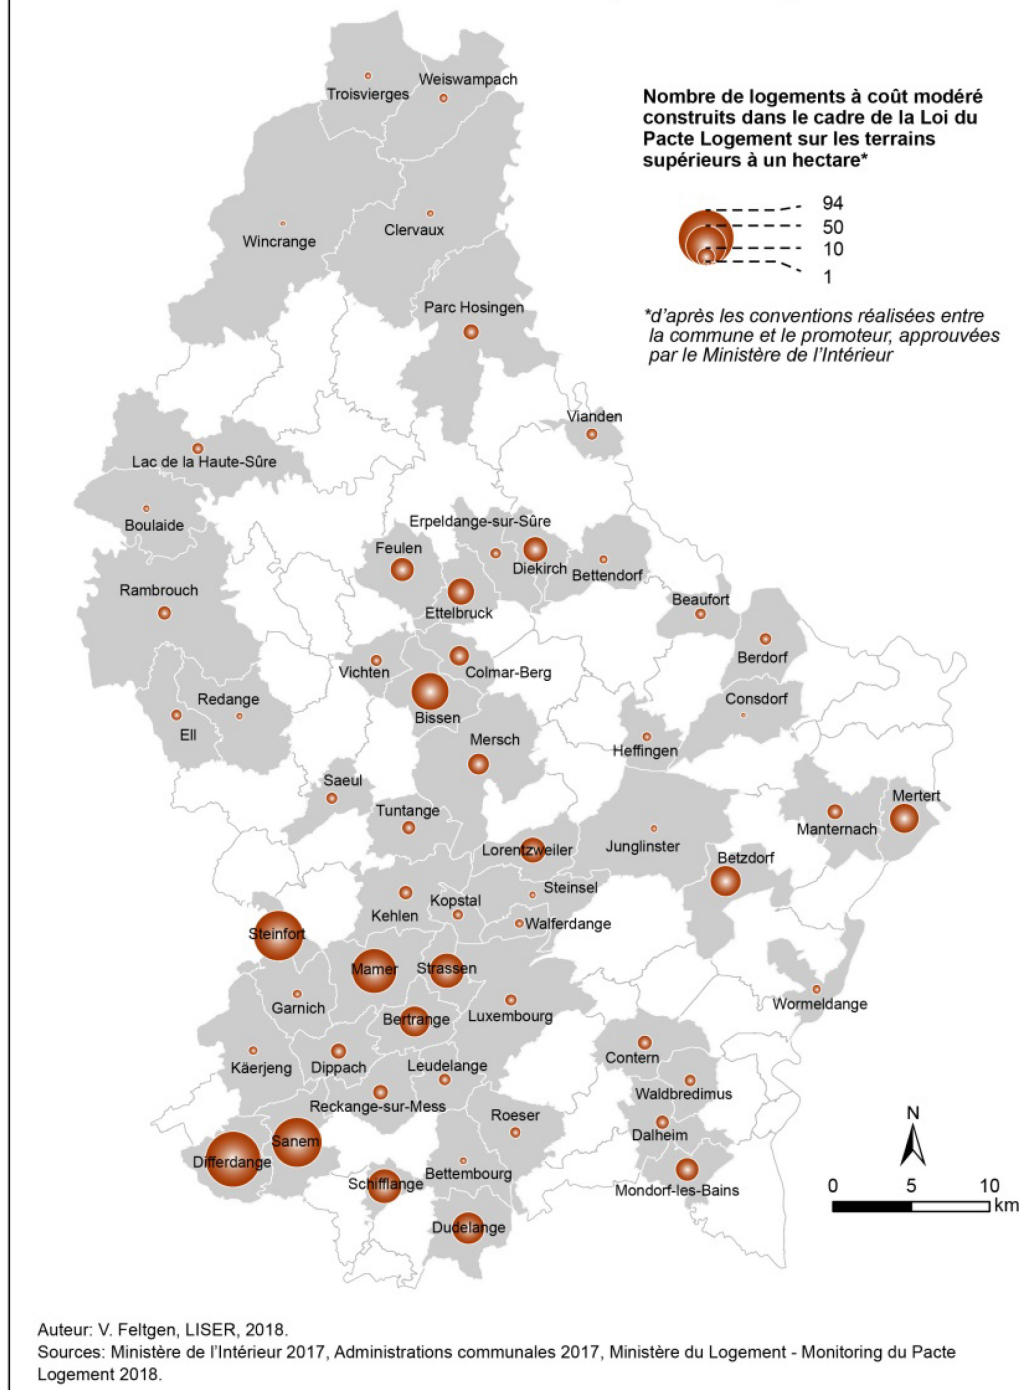 Troisvierges
Weiswampach
Nombre de logements à coût modéré
construits dans le cadre de la Loi du
Pacte Logement sur les terrains
supérieurs à un hectare*
94
50
10
1
*d'après les conventions réalisées entre
la commune et le promoteur, approuvées
par le Ministère de l'Intérieur
Wincrange
Clervaux
Parc Hosingen
Vianden
Lac de la Haute-Sûre
Boulaide
Erpeldange-sur-Sûre
Feulen
Diekirch
Bettendorf
Rambrouch
Ettelbruck
Beaufort
Berdorf
Vichten
Colmar-Berg
Redange
Consdorf
Ell
Bissen
Mersch
Heffingen
Saeul
Tuntange
Mertert
Manternach
Lorentzweiler
Junglinster
Betzdorf
Steinsel
Kopstal
Kehlen
Walferdange
Steinfort
Mamer
Strassen
Garnich
Luxembourg
Wormeldange
Bertrange
Contern
Käerjeng
Dippach
Leudelange
Waldbredimus
Reckange-sur-Mess
Roeser
Dalheim
Sanem
Differdange
Bettembourg
Schifflange
Mondorf-les-Bains
Dudelange
N
0 5 10
km
Auteur: V. Feltgen, LISER, 2018.
Sources: Ministère de l'Intérieur 2017, Administrations communales 2017, Ministère du Logement - Monitoring du Pacte
Logement 2018.